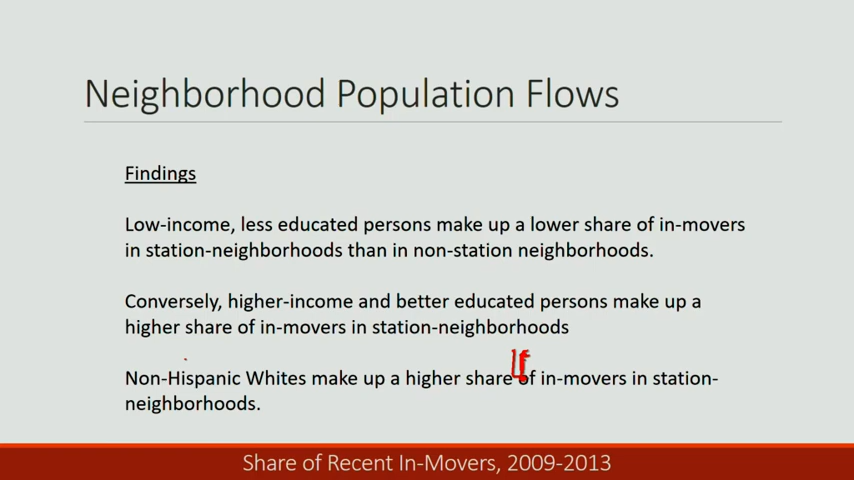 Neighborhood Population Flows
Findings
Low-income, less educated persons make up a lower share of in-movers
in station-neighborhoods than in non-station neighborhoods.
Conversely, higher-income and better educated persons make up a
higher share of in-movers in station-neighborhoods
Non-Hispanic Whites make up a higher share of in-movers in station-
neighborhoods.
Share of Recent In-Movers, 2009-2013